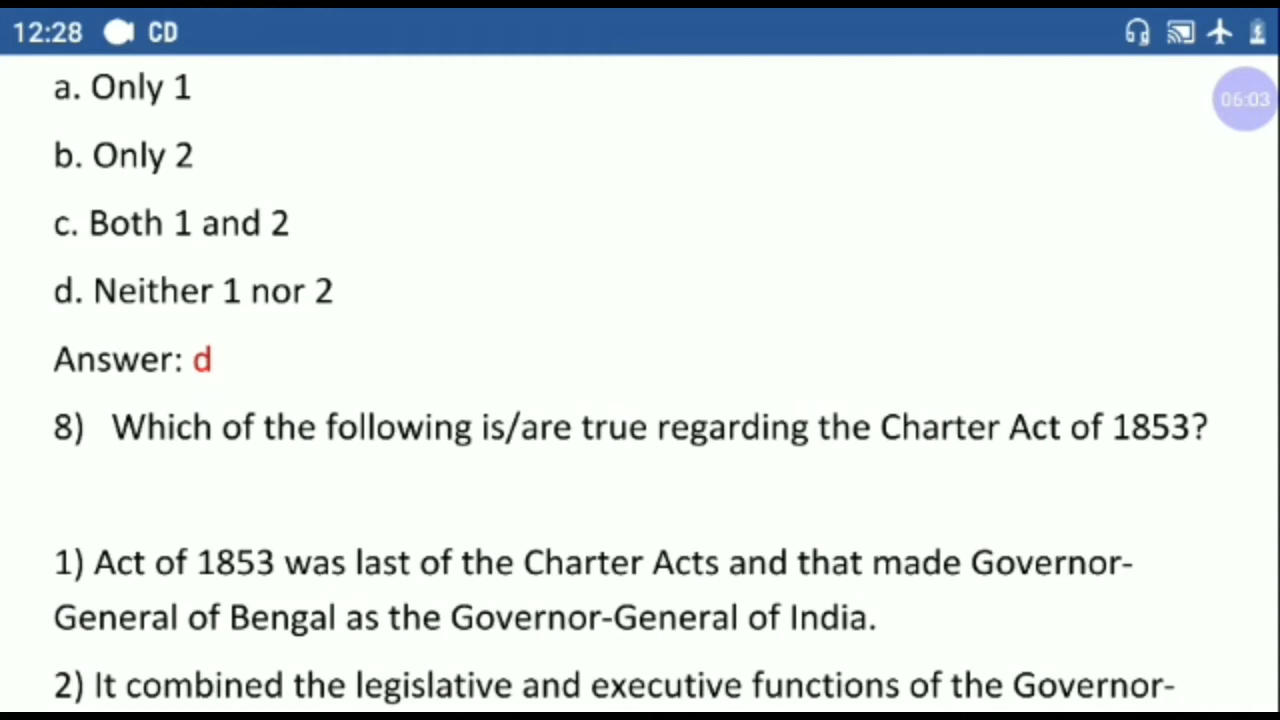 12:28 CD
06:03
a. Only 1
b. Only 2
c. Both 1 and 2
d. Neither 1 nor 2
Answer: d
8) Which of the following is/are true regarding the Charter Act of 1853?
1) Act of 1853 was last of the Charter Acts and that made Governor-
General of Bengal as the Governor-General of India.
2) It combined the legislative and executive functions of the Governor-